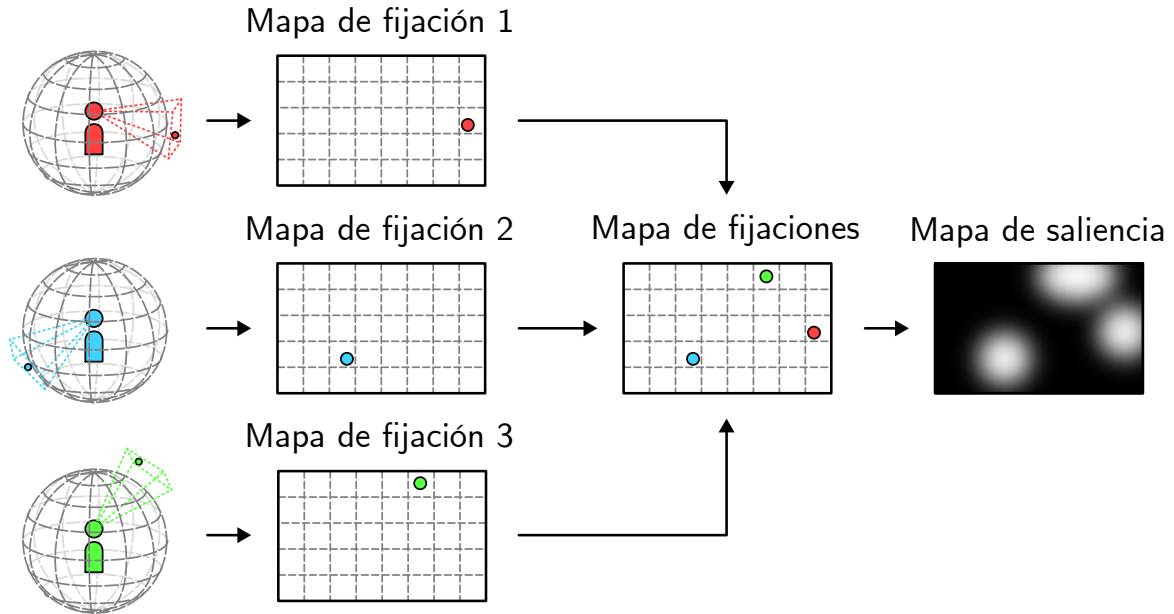 Mapa de fijación 1
Mapa de fijación 2
Mapa de fijaciones
Mapa de saliencia
Mapa de fijación 3